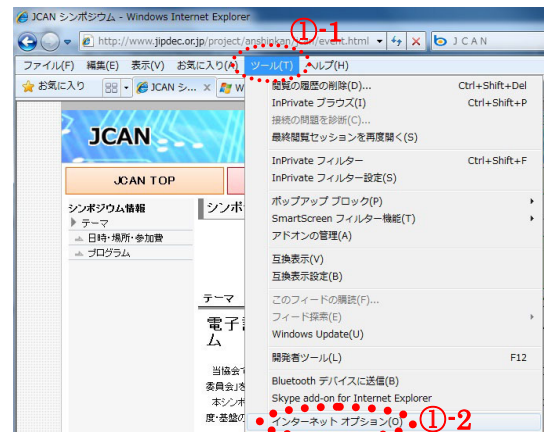 JCAN シンポジウム - Windows Internet Explorer
①-1
http://www.jipdec.or.jp/project/anshinkan/jcan/event.html
JCAN
ファイル(F) 編集(E) 表示(V) お気に入り(A) ツール(T) ヘルプ(H)
お気に入り
JCAN シ... X
閲覧の履歴の削除(D)... Ctrl+Shift+Del
InPrivate ブラウズ(I) Ctrl+Shift+P
接続の問題を診断(C)...
最終閲覧セッションを再度開く(S)
InPrivate フィルター Ctrl+Shift+F
InPrivate フィルター設定(S)
ポップアップ ブロック(P)
SmartScreen フィルター機能(T)
アドオンの管理(A)
互換表示(V)
互換表示設定(B)
このフィードの購読(F)...
フィード探索(E)
Windows Update(U)
開発者ツール(L) F12
Bluetooth デバイスに送信(B)
Skype add-on for Internet Explorer
インターネット オプション(O)
①-2
JCAN
JCAN TOP
シンポジウム情報
テーマ
日時・場所・参加費
プログラム
シンポ
テーマ
電子
ム
当協会で
委員会」を
本シンポ
度・基盤の